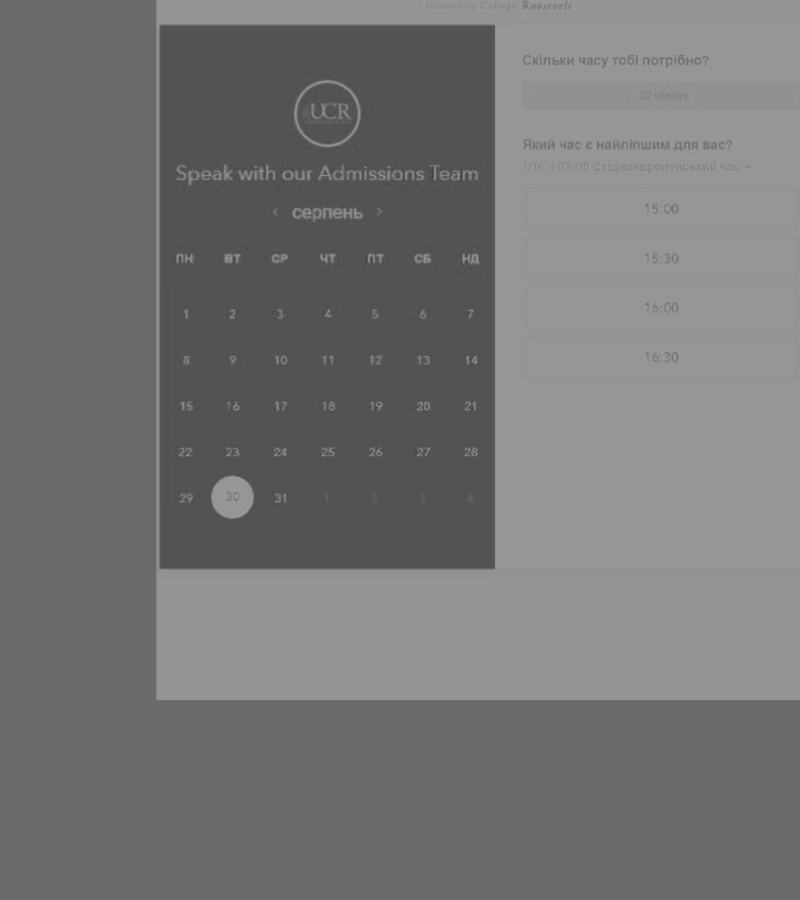 University College Roosevelt
UCR
Speak with our Admissions Team
< серпень >
ПН ВТ СР ЧТ ПТ СБ НД
1 2 3 4 5 6 7
8 9 10 11 12 13 14
15 16 17 18 19 20 21
22 23 24 25 26 27 28
29 30 31 1 2 3 4
Скільки часу тобі потрібно?
30 хвилин
Який час є найліпшим для вас?
UTC +03:00 Східноєвропейський час
15:00
15:30
16:00
16:30